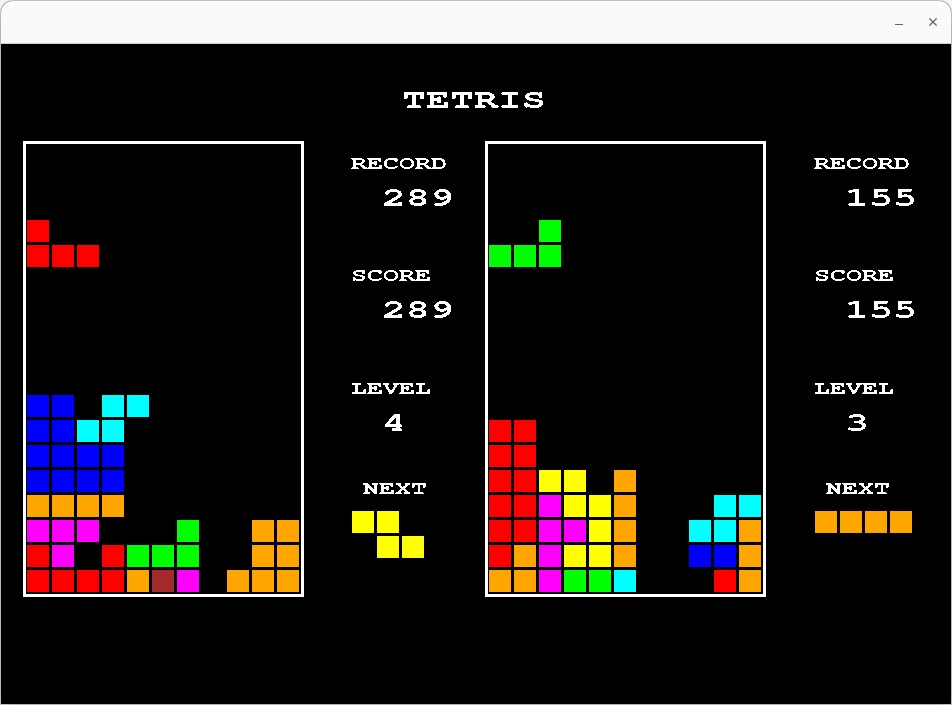 TETRIS
RECORD
289
SCORE
289
LEVEL
4
NEXT
RECORD
155
SCORE
155
LEVEL
3
NEXT